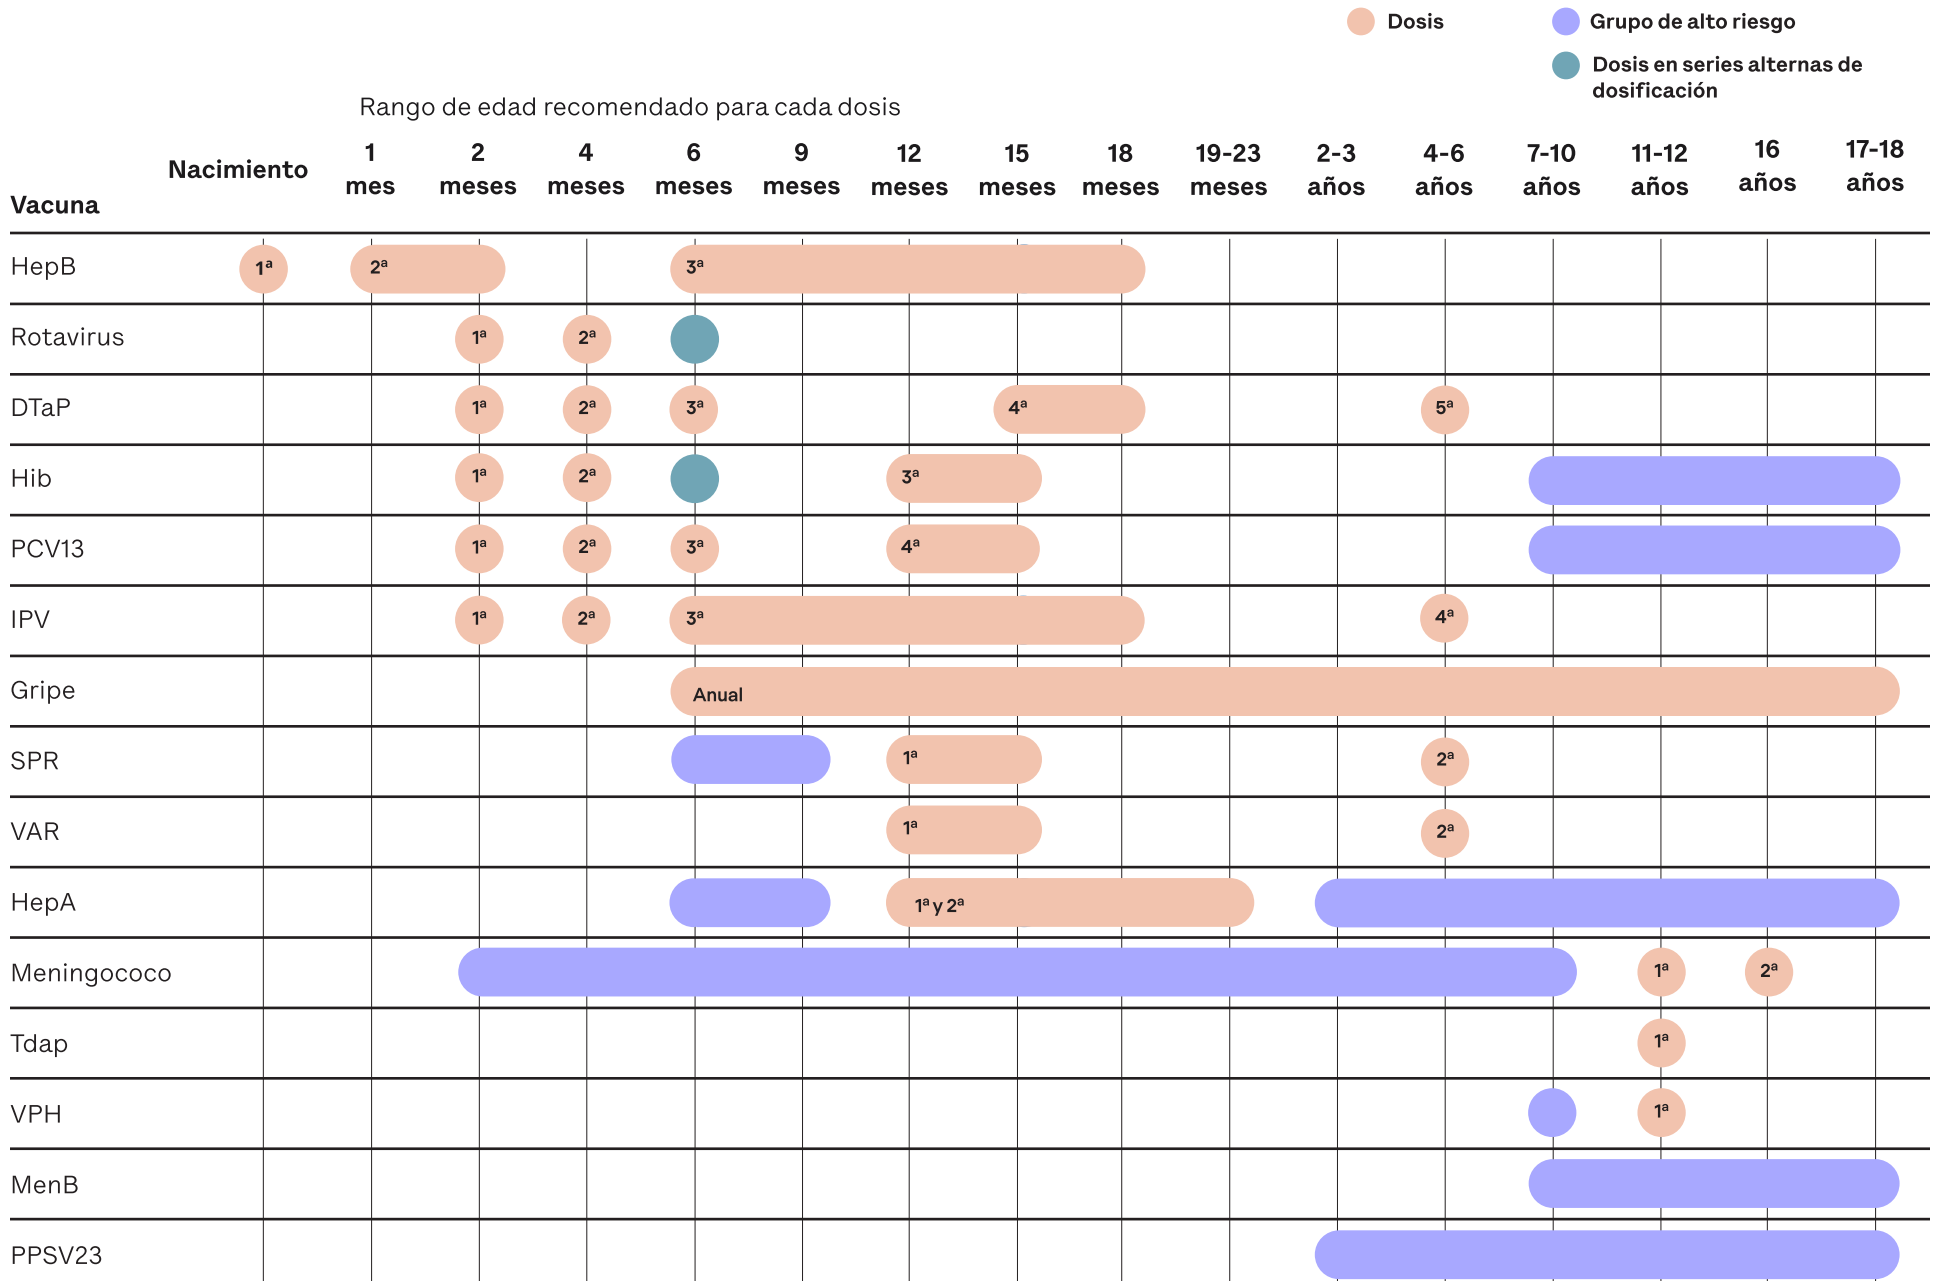 Dosis
Grupo de alto riesgo
Dosis en series alternas de
dosificación
Rango de edad recomendado para cada dosis
Vacuna
Nacimiento
1
mes
2
meses
4
meses
6
meses
9
meses
12
meses
15
meses
18
meses
19-23
meses
2-3
años
4-6
años
7-10
años
11-12
años
16
años
17-18
años
HepB 1ª 2ª 3ª
Rotavirus 1ª 2ª
DTaP 1ª 2ª 3ª 4ª 5ª
Hib 1ª 2ª 3ª
PCV13 1ª 2ª 3ª 4ª
IPV 1ª 2ª 3ª 4ª
Gripe Anual
SPR 1ª 2ª
VAR 1ª 2ª
HepA 1ª y 2ª
Meningococo 1ª 2ª
Tdap 1ª
VPH 1ª
MenB
PPSV23